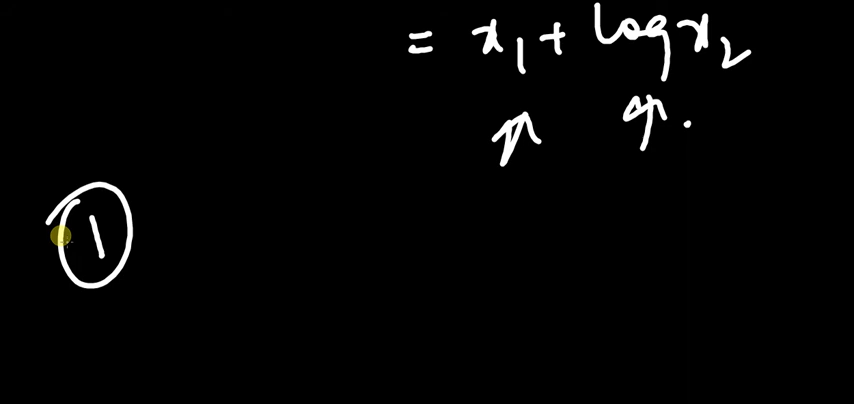 = x₁ + log x₂
↑ ↑ .
①